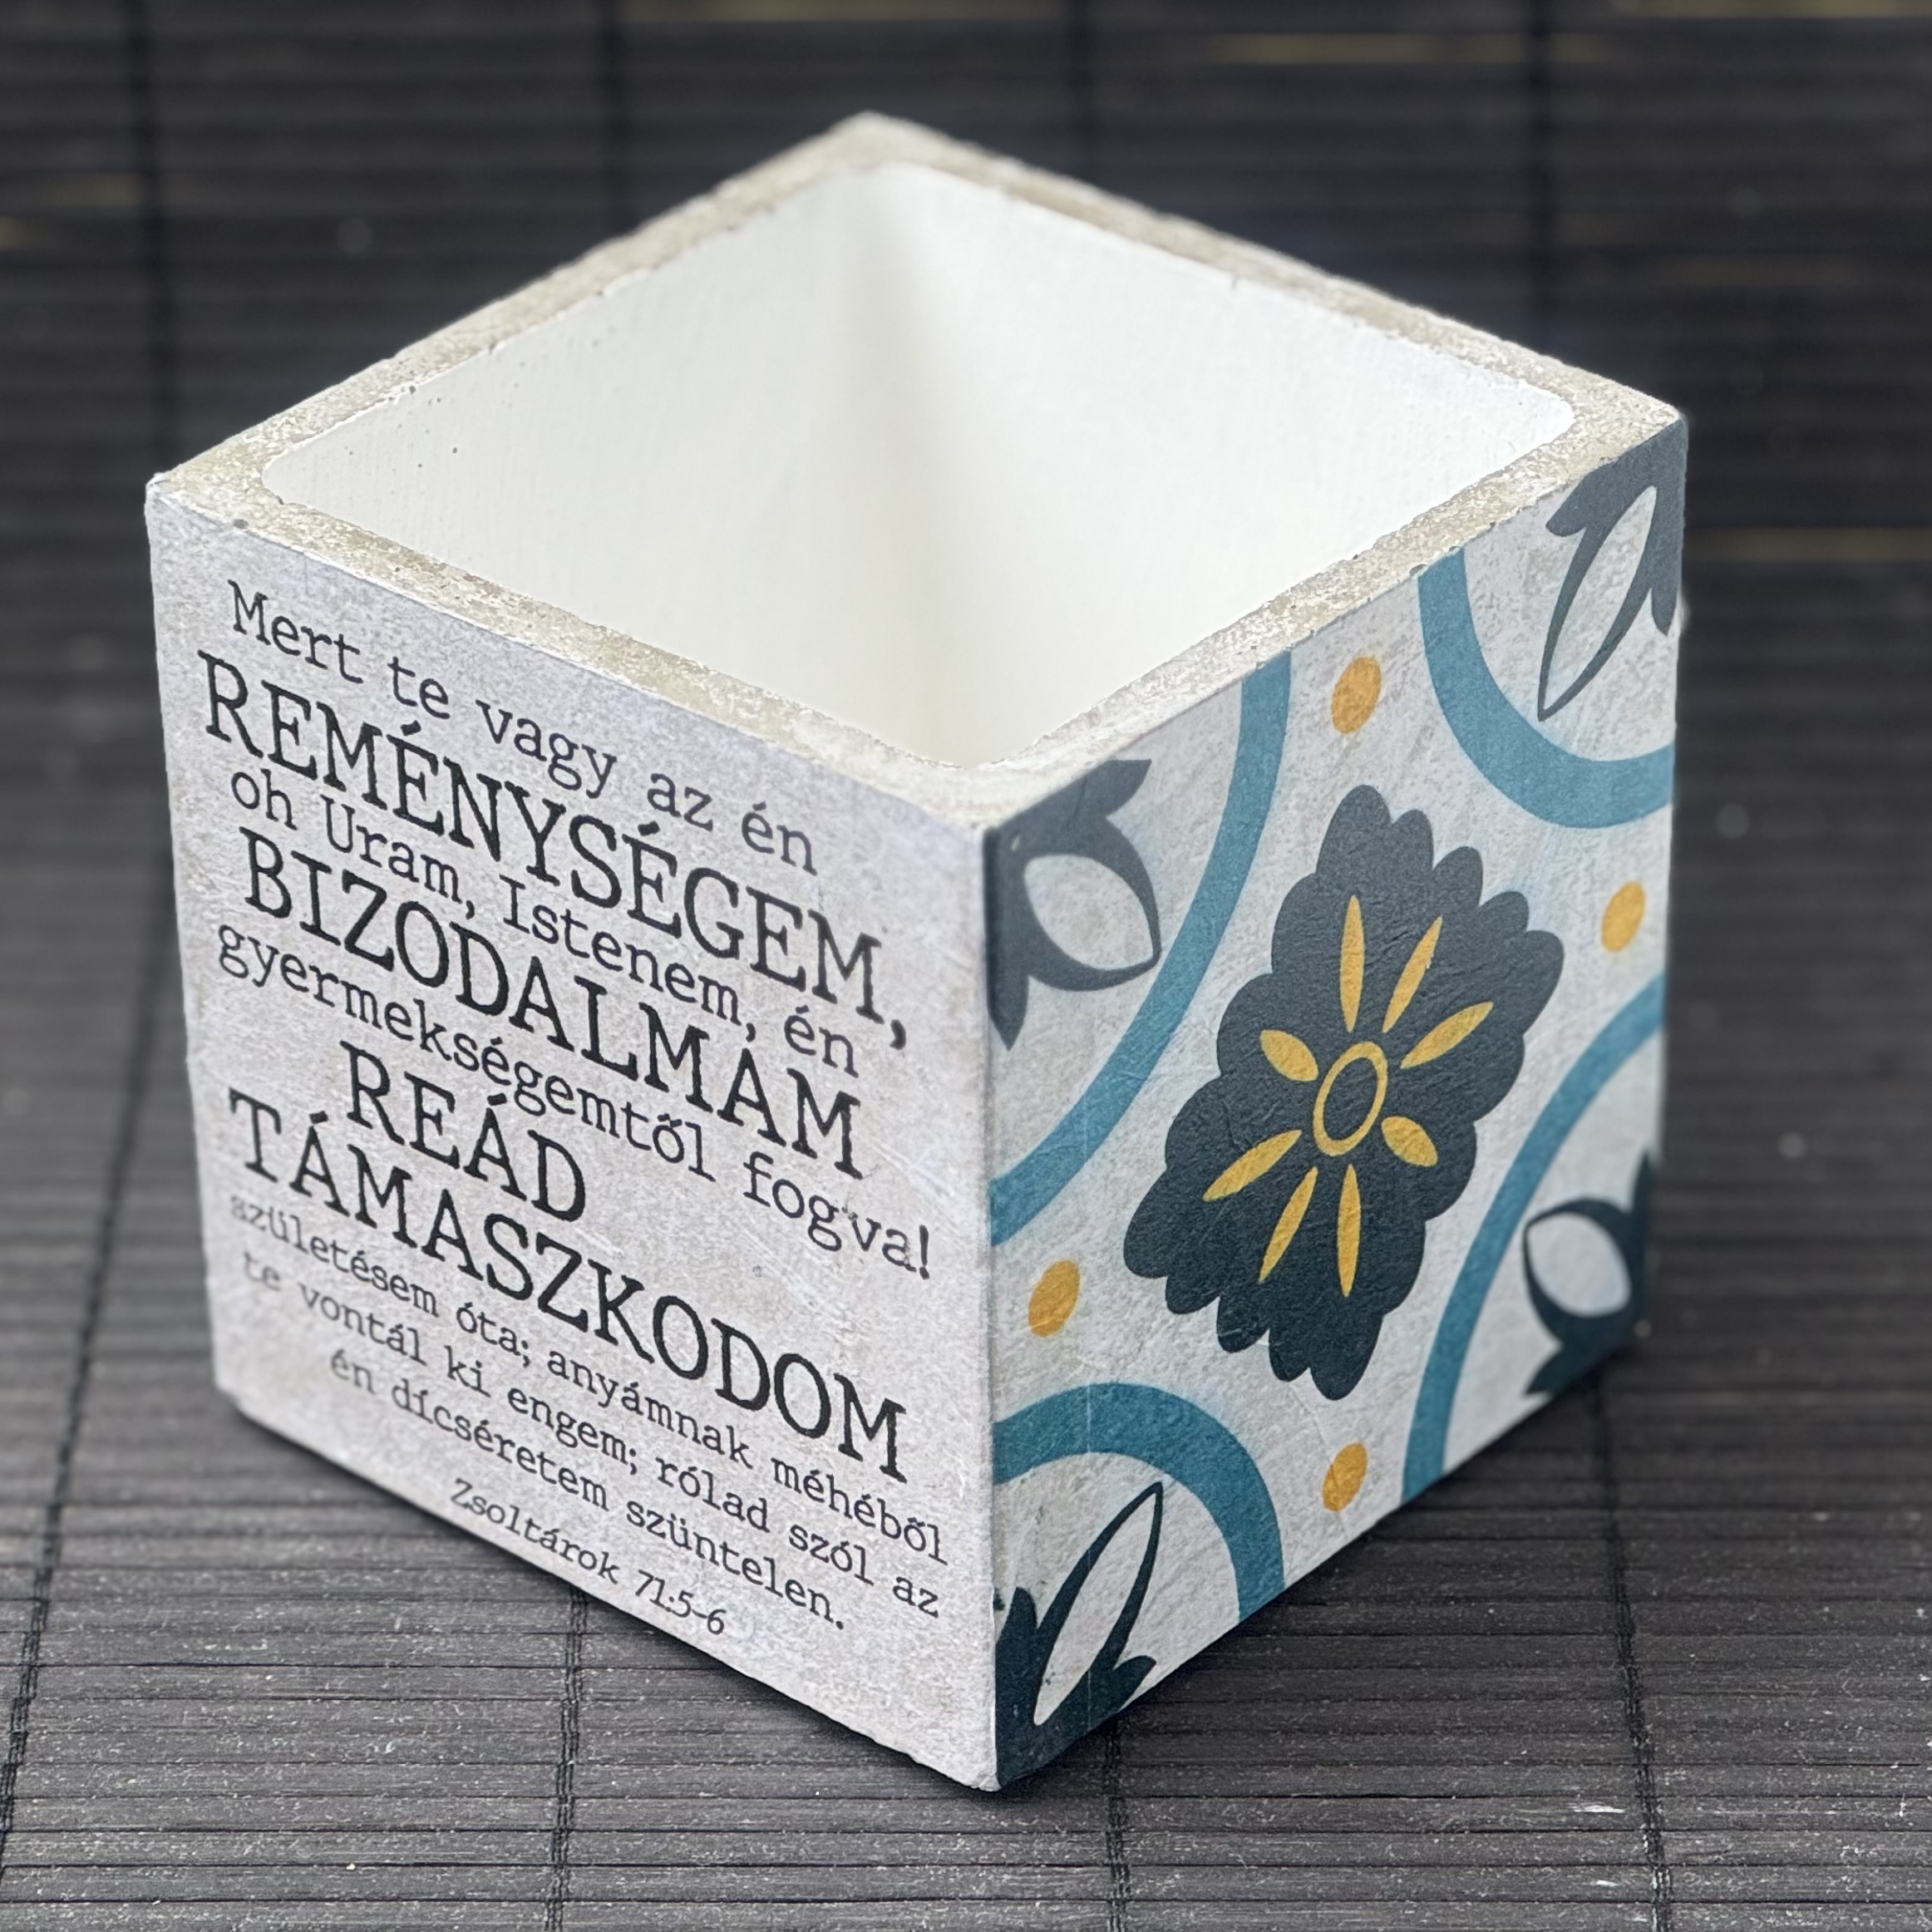 Mert te vagy az én
REMÉNYSÉGEM,
oh Uram, Istenem, én
BIZODALMAM
gyermekségemtől fogva!
REÁD
TÁMASZKODOM
születésem óta; anyámnak méhéből
te vontál ki engem; rólad szól az
én dícséretem szüntelen.
Zsoltárok 71:5-6